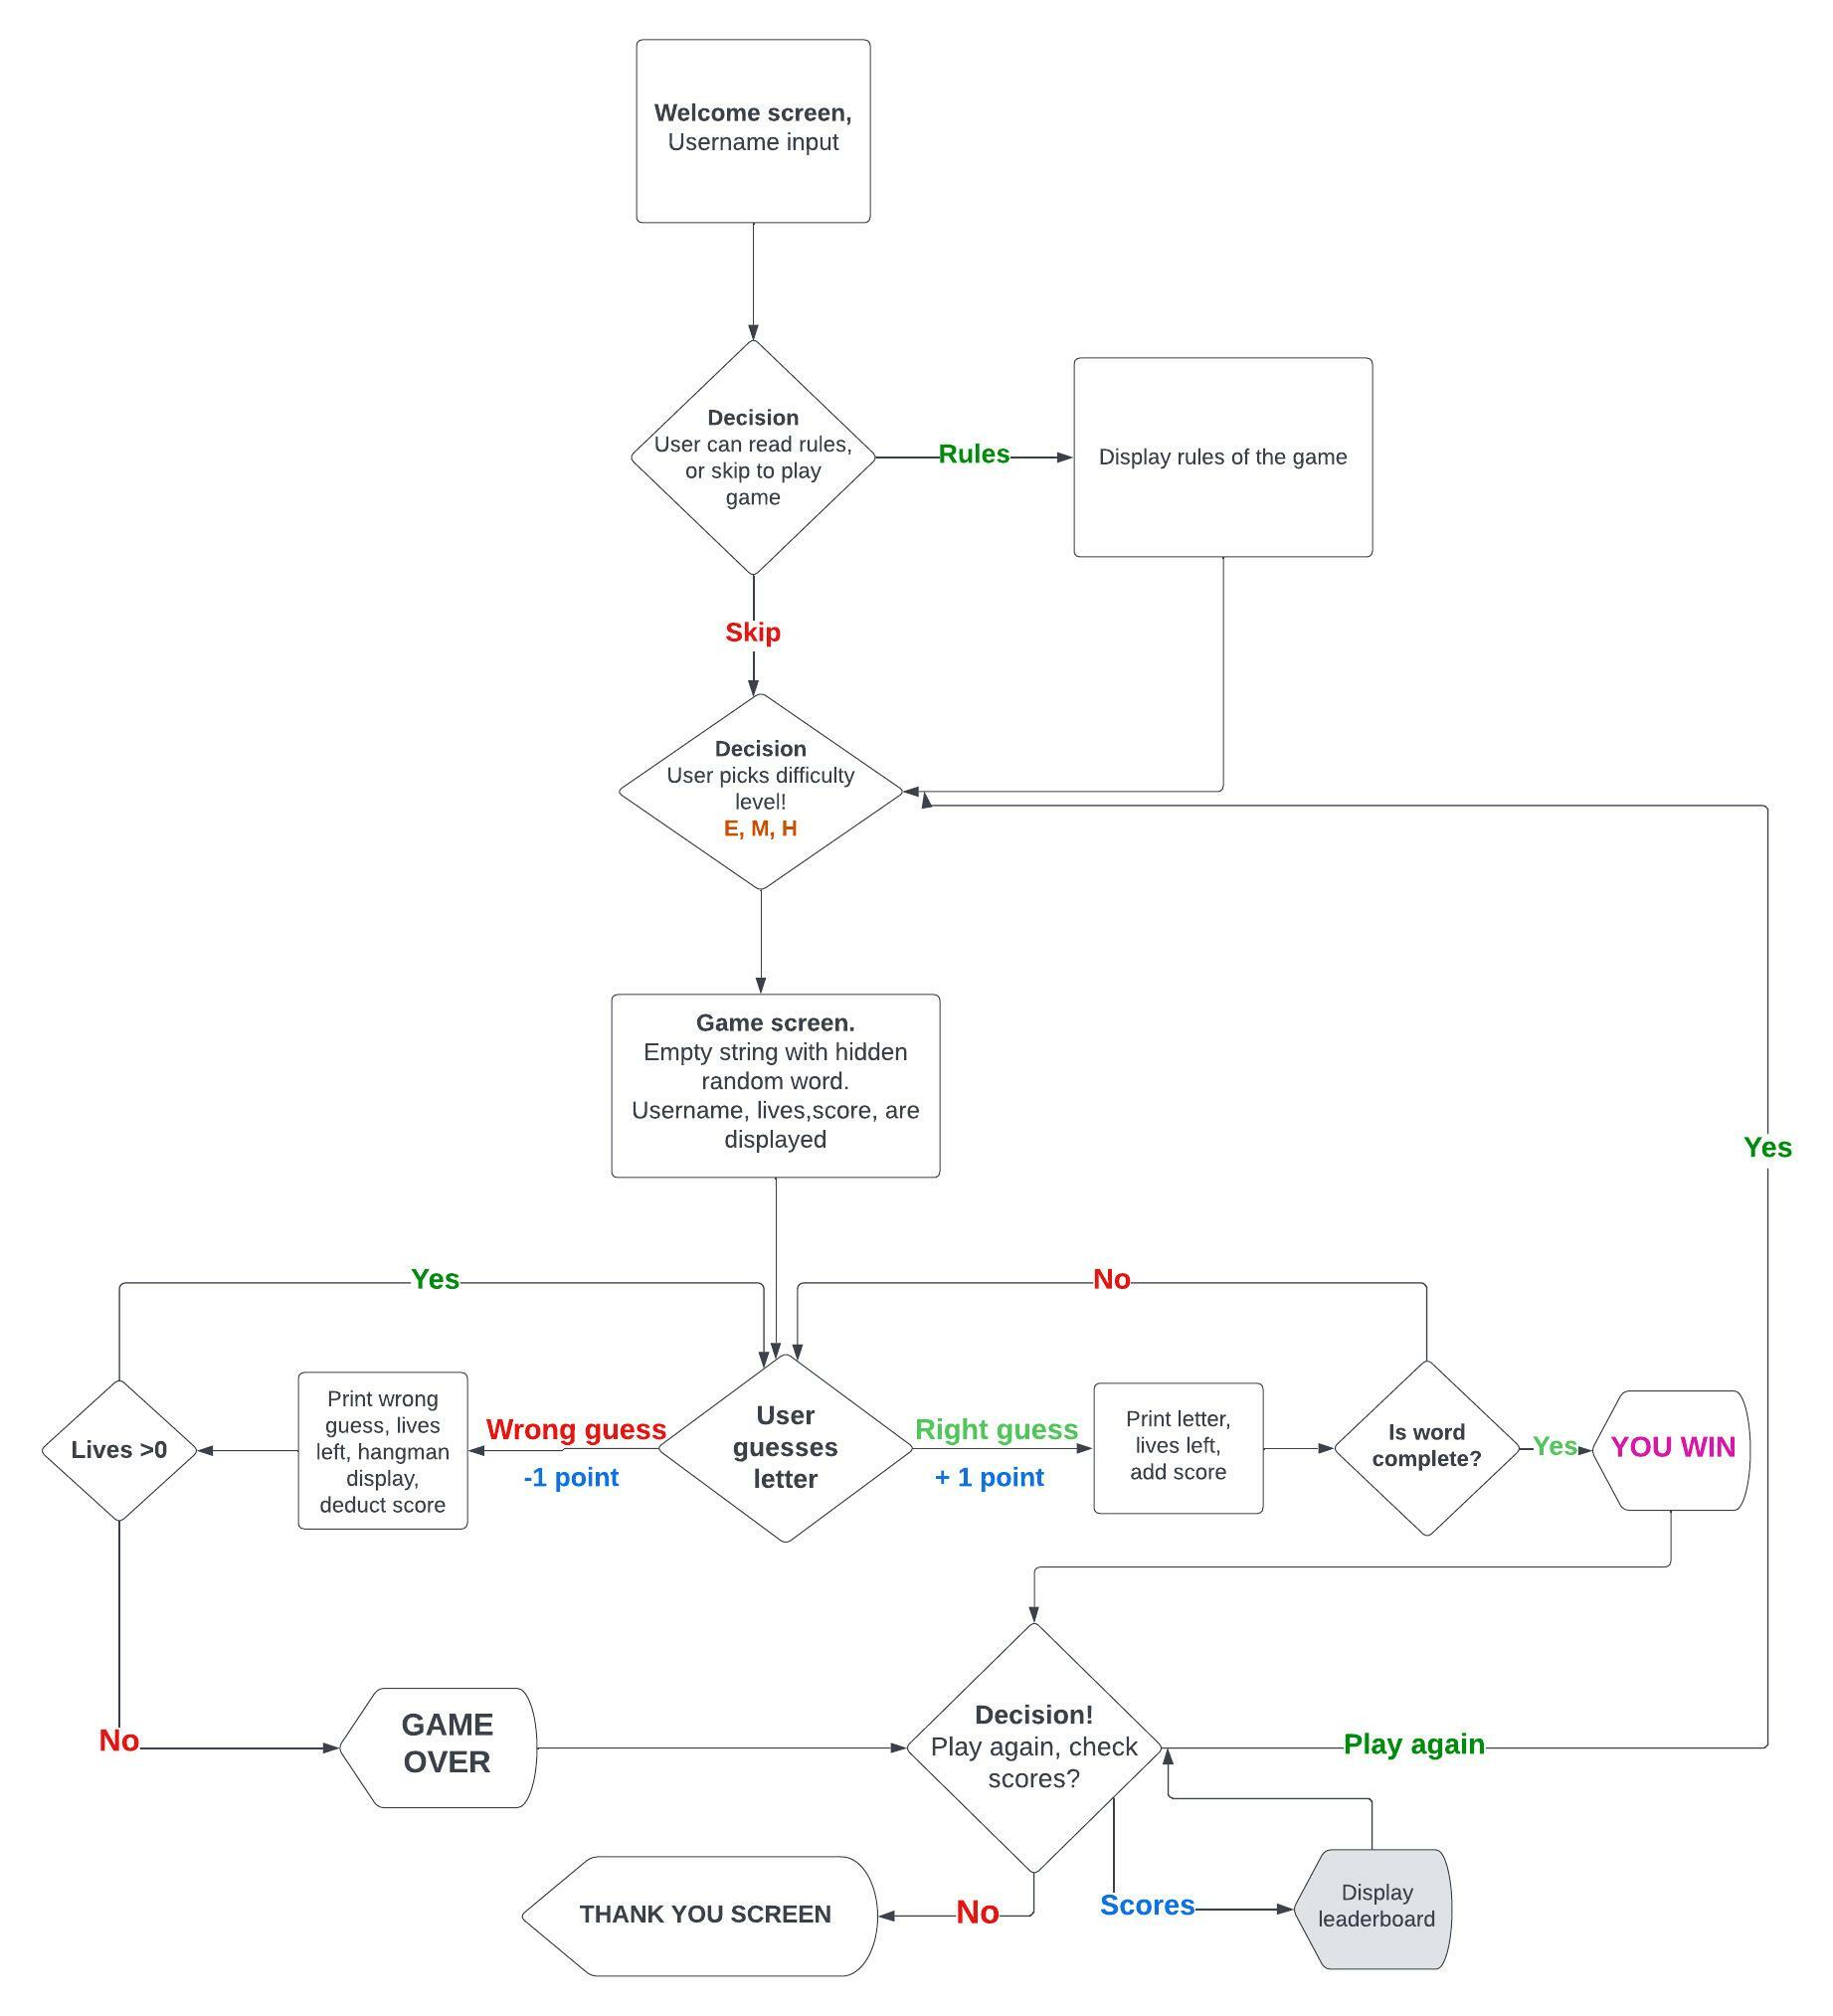 Welcome screen,
Username input
Decision
User can read rules,
or skip to play
game
Rules
Display rules of the game
Skip
Decision
User picks difficulty
level!
E, M, H
Game screen.
Empty string with hidden
random word.
Username, lives,score, are
displayed
Yes
Yes
No
Lives >0
Print wrong
guess, lives
left, hangman
display,
deduct score
Wrong guess
-1 point
User
guesses
letter
Right guess
+ 1 point
Print letter,
lives left,
add score
Is word
complete?
Yes
YOU WIN
No
GAME
OVER
Decision!
Play again, check
scores?
Play again
THANK YOU SCREEN
No
Scores
Display
leaderboard